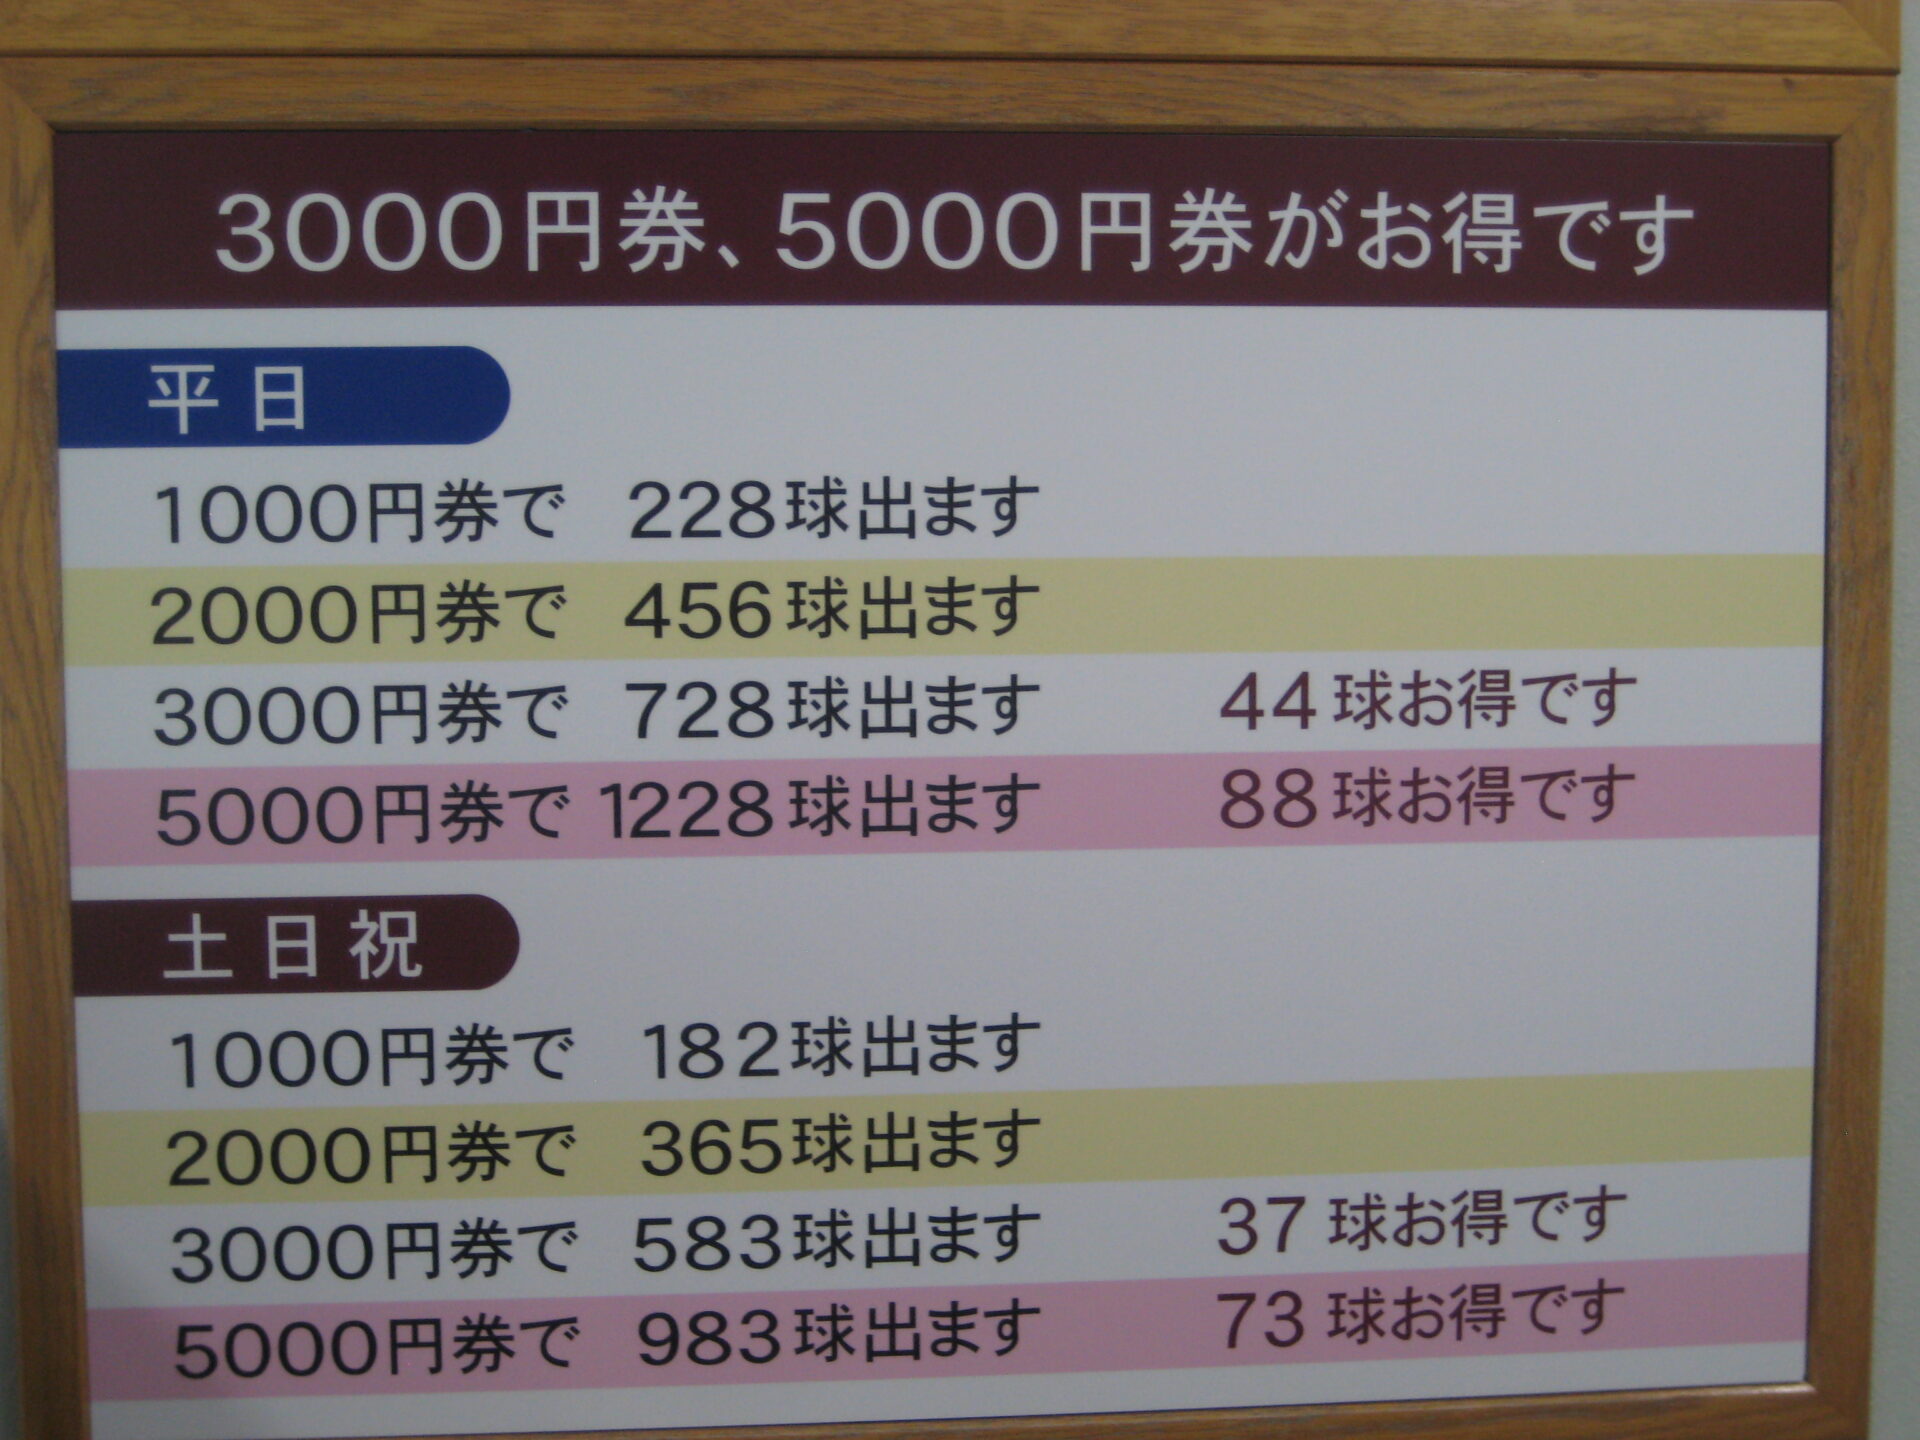 3000円券、5000円券がお得です
平日
1000円券で 228球出ます
2000円券で 456球出ます
3000円券で 728球出ます 44球お得です
5000円券で 1228球出ます 88球お得です
土日祝
1000円券で 182球出ます
2000円券で 365球出ます
3000円券で 583球出ます 37球お得です
5000円券で 983球出ます 73球お得です